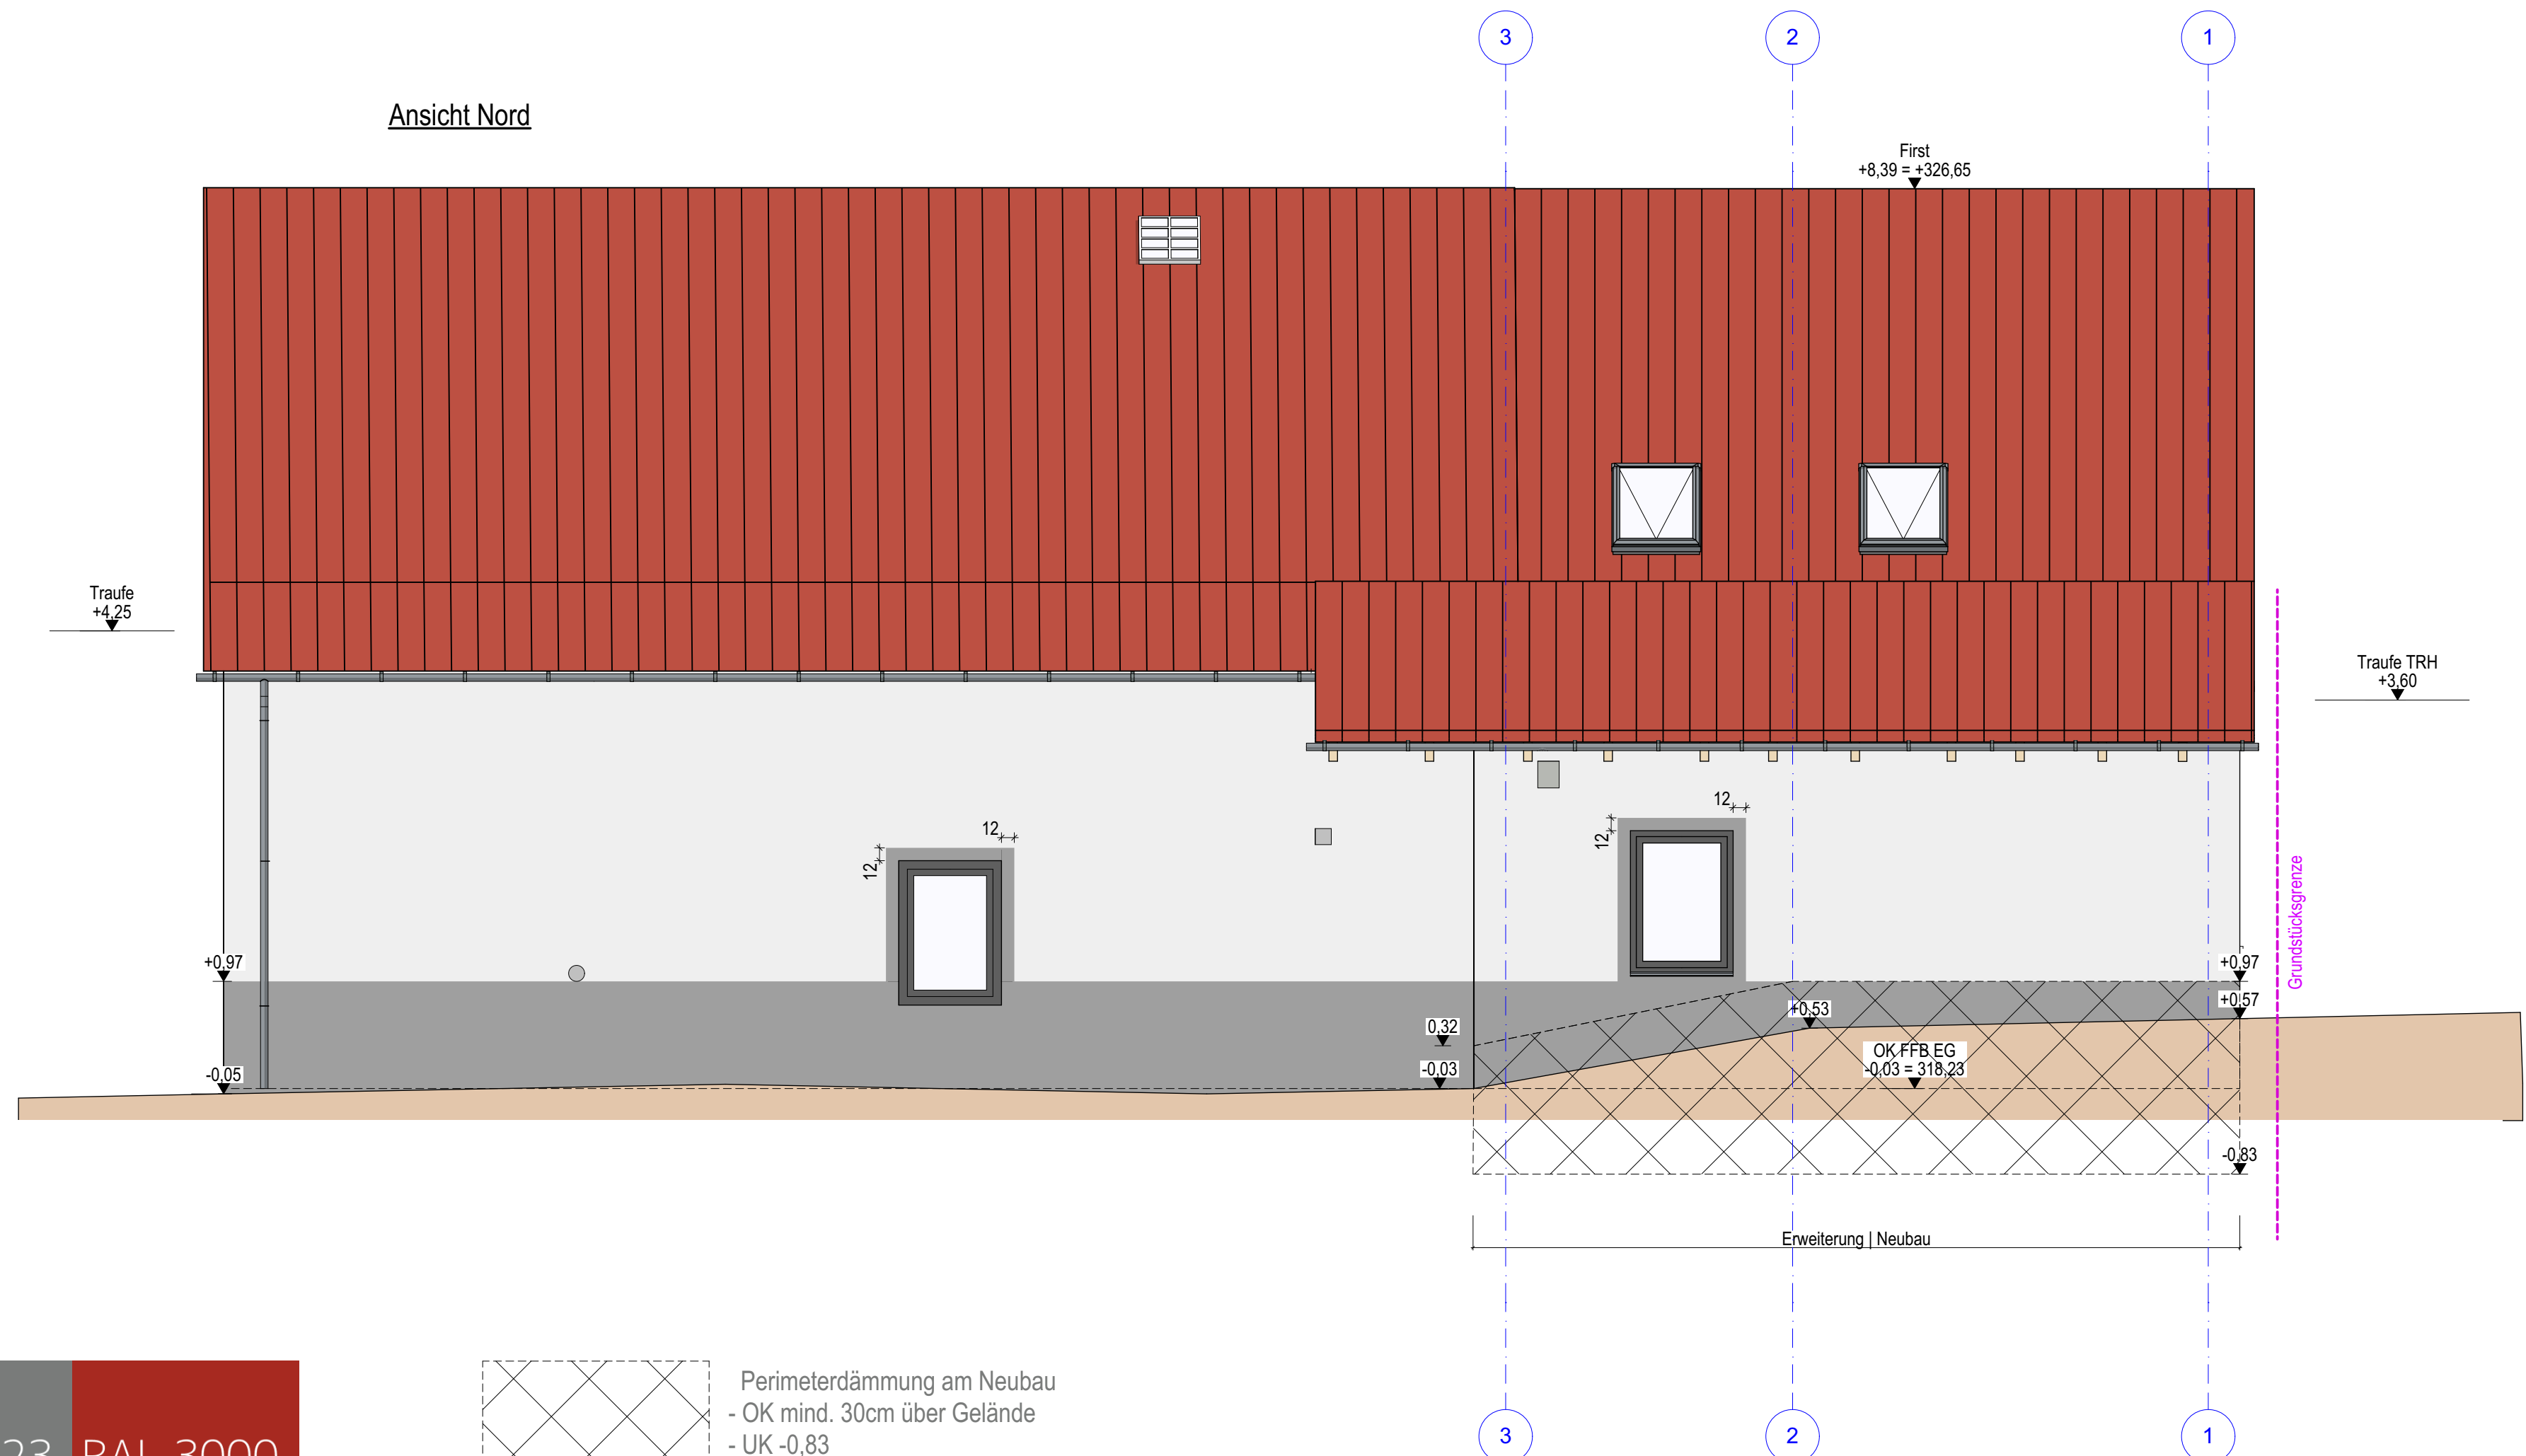 3
2
1
Ansicht Nord
First
+8,39 = +326,65
Traufe
+4,25
Traufe TRH
+3,60
12
12
12
12
Grundstücksgrenze
+0,97
+0,97
+0,57
+0,53
0,32
OK FFB EG
-0,03 = 318,23
-0,03
-0,05
-0,83
Erweiterung | Neubau
Perimeterdämmung am Neubau
- OK mind. 30cm über Gelände
- UK -0,83
23
RAL 3000
3
2
1